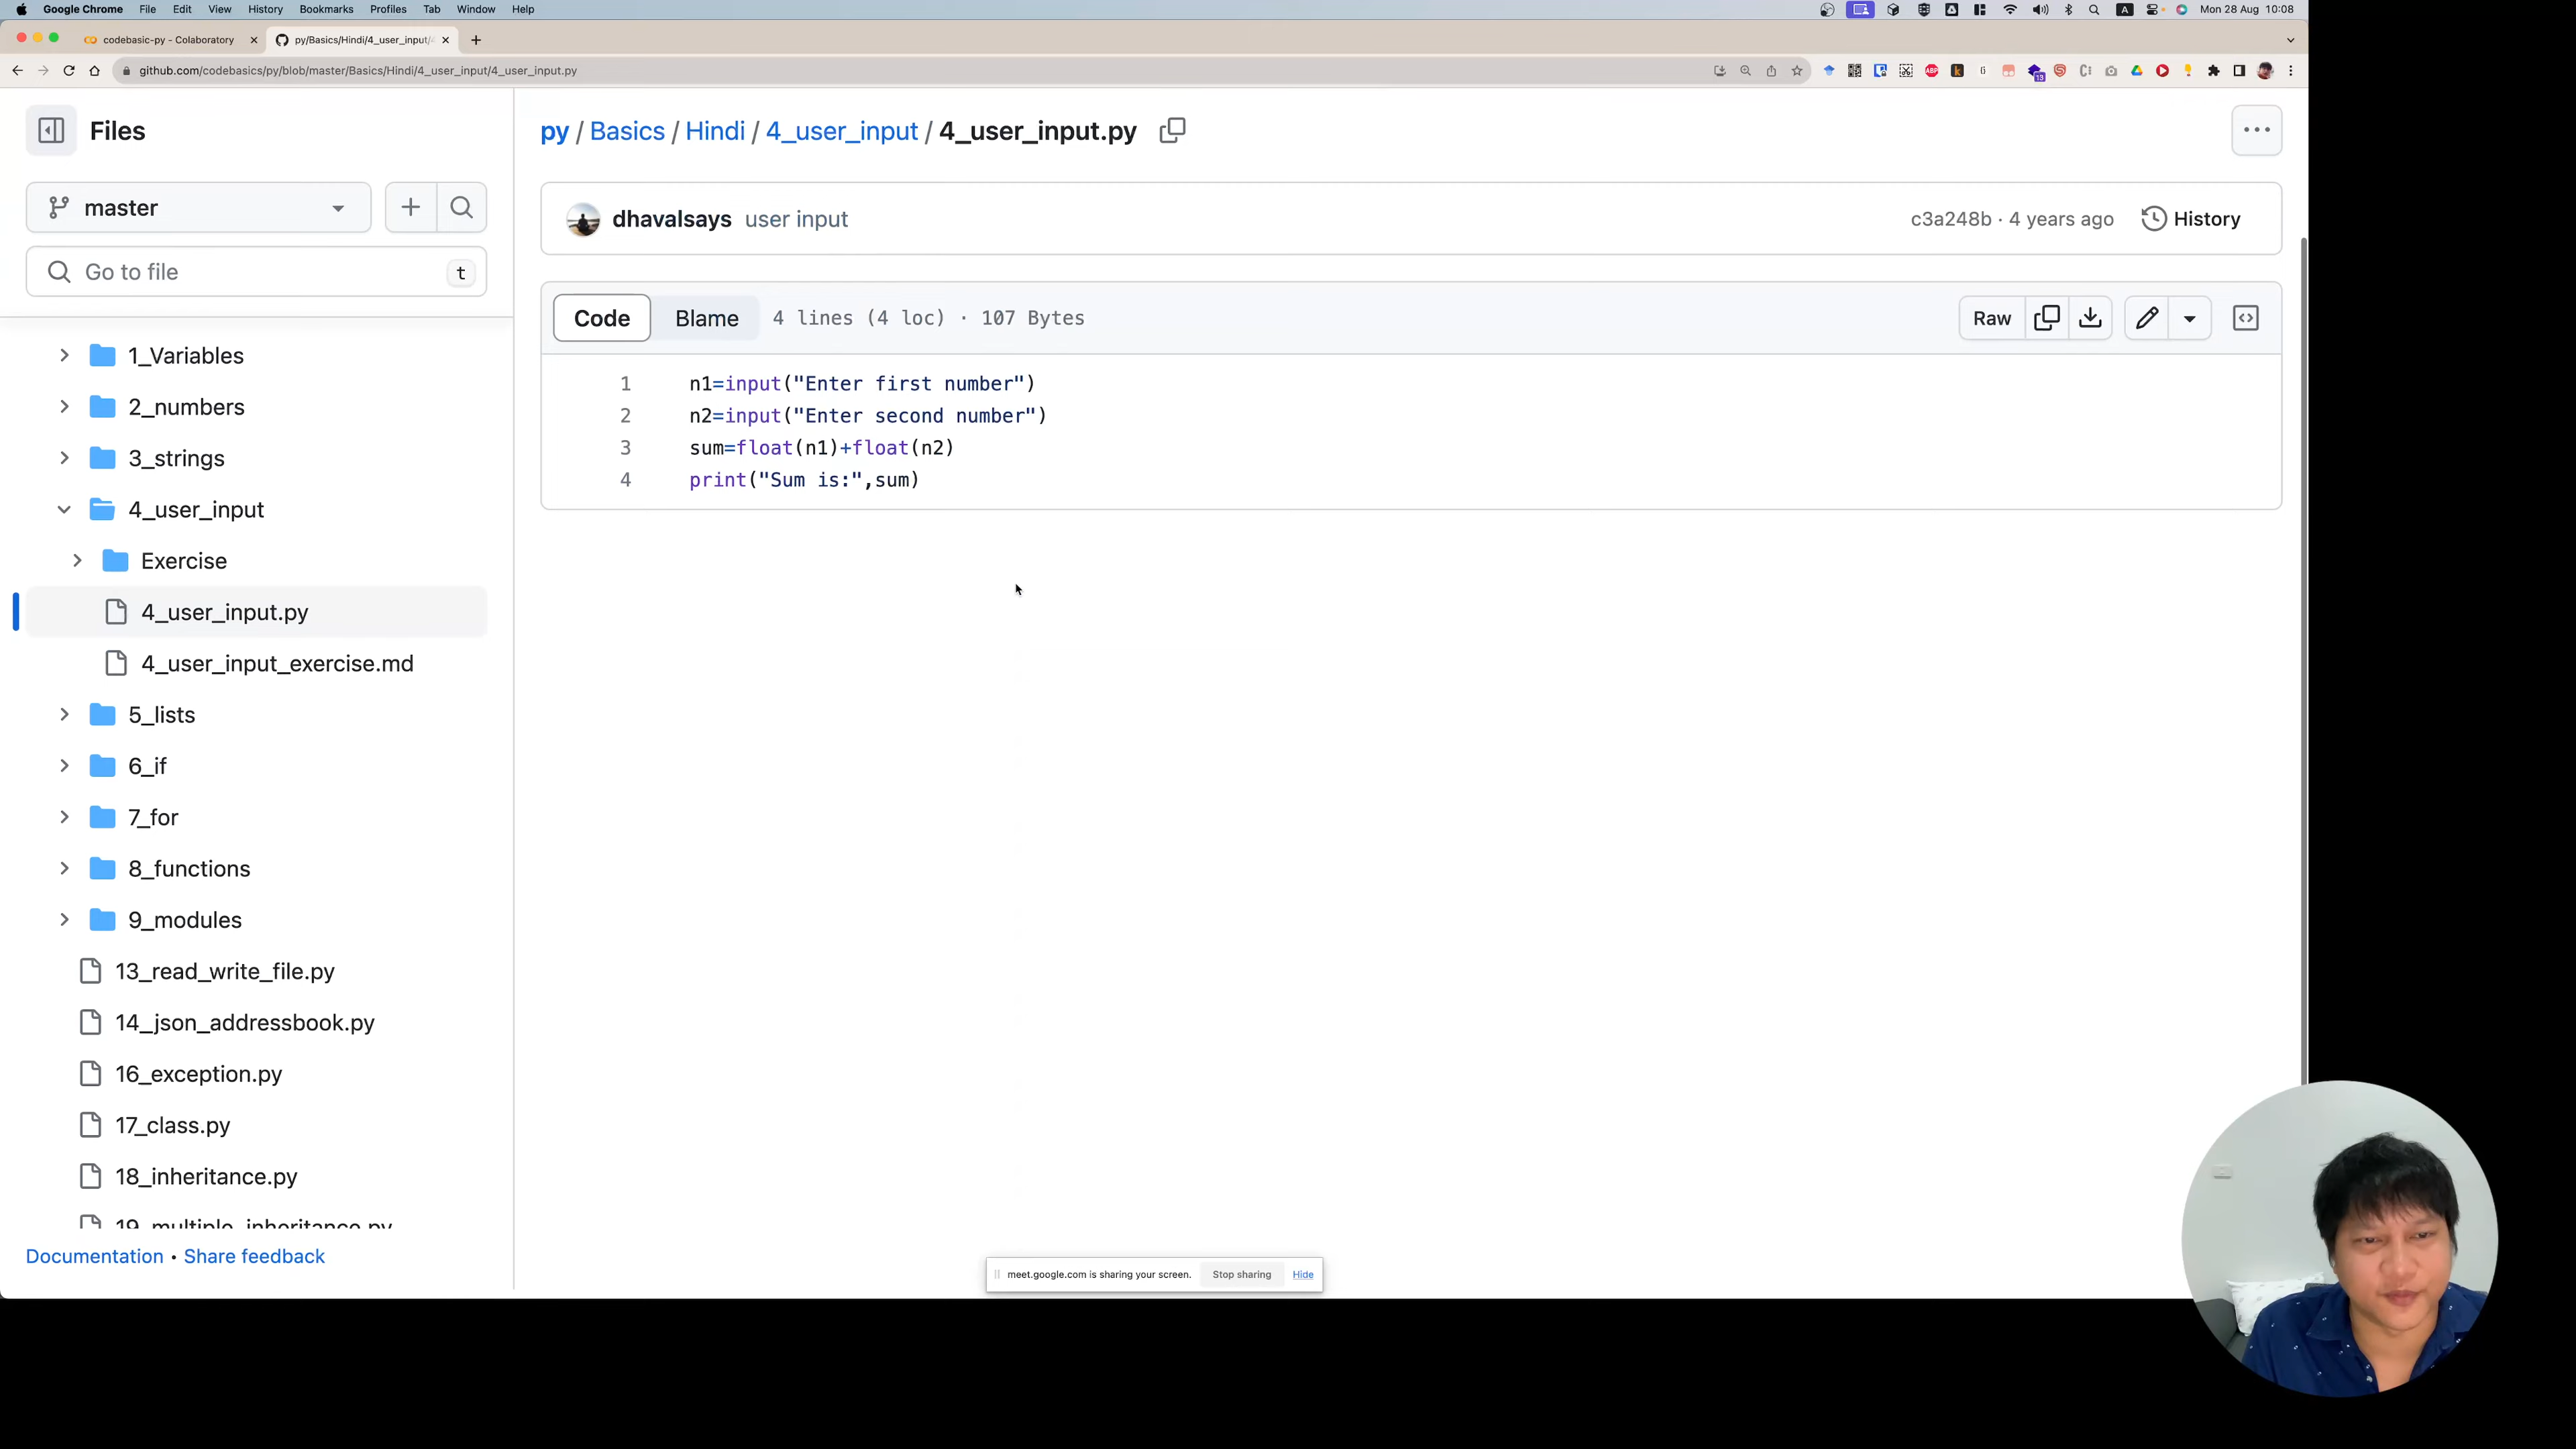 Google Chrome File Edit View History Bookmarks Profiles Tab Window Help
A Mon 28 Aug 10:08
codebasic-py - Colaboratory
py/Basics/Hindi/4_user_input/
github.com/codebasics/py/blob/master/Basics/Hindi/4_user_input/4_user_input.py
ABP k 13
Files
py / Basics / Hindi / 4_user_input / 4_user_input.py
master
dhavalsays user input
c3a248b · 4 years ago History
Go to file t
Code Blame 4 lines (4 loc) · 107 Bytes
Raw
1 n1=input("Enter first number")
2 n2=input("Enter second number")
3 sum=float(n1)+float(n2)
4 print("Sum is:",sum)
1_Variables
2_numbers
3_strings
4_user_input
Exercise
4_user_input.py
4_user_input_exercise.md
5_lists
6_if
7_for
8_functions
9_modules
13_read_write_file.py
14_json_addressbook.py
16_exception.py
17_class.py
18_inheritance.py
19_multiple_inheritance.py
Documentation • Share feedback
meet.google.com is sharing your screen. Stop sharing Hide